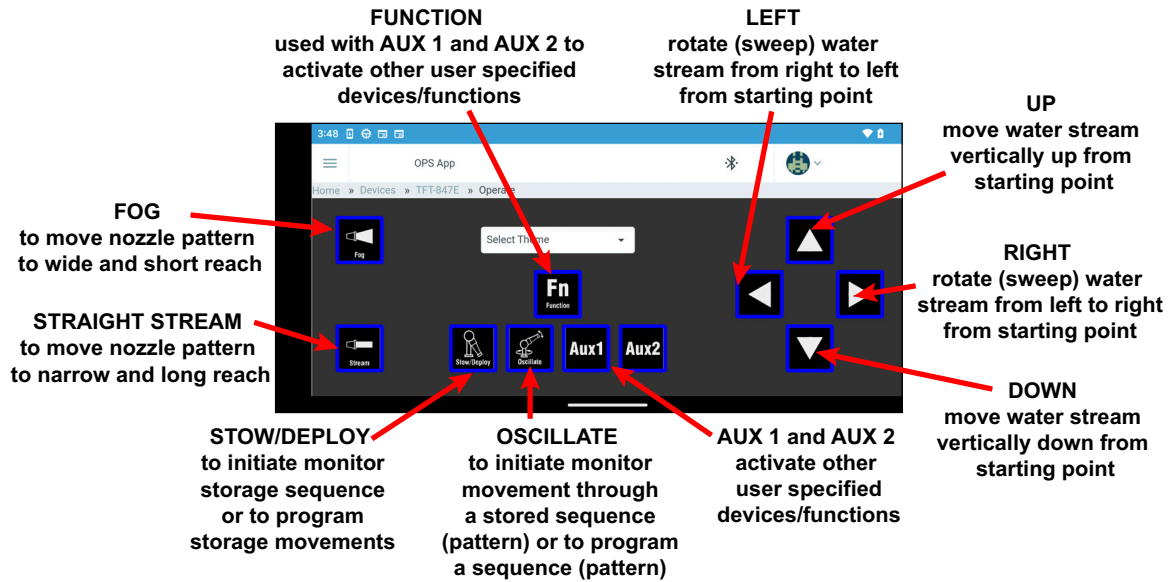 FUNCTION
used with AUX 1 and AUX 2 to
activate other user specified
devices/functions
LEFT
rotate (sweep) water
stream from right to left
from starting point
UP
move water stream
vertically up from
starting point
3:48
OPS App
Home » Devices » TFT-847E » Operate
FOG
to move nozzle pattern
to wide and short reach
Fog
Select Theme
RIGHT
rotate (sweep) water
stream from left to right
from starting point
Fn
Function
STRAIGHT STREAM
to move nozzle pattern
to narrow and long reach
Stream
Stow/Deploy
Oscillate
Aux1
Aux2
DOWN
move water stream
vertically down from
starting point
STOW/DEPLOY
to initiate monitor
storage sequence
or to program
storage movements
OSCILLATE
to initiate monitor
movement through
a stored sequence
(pattern) or to program
a sequence (pattern)
AUX 1 and AUX 2
activate other
user specified
devices/functions